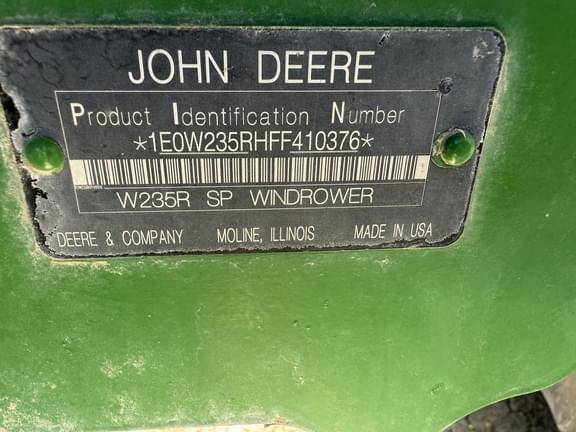 JOHN DEERE
Product Identification Number
*1E0W235RHFF410376*
W235R SP WINDROWER
DEERE & COMPANY MOLINE, ILLINOIS MADE IN USA